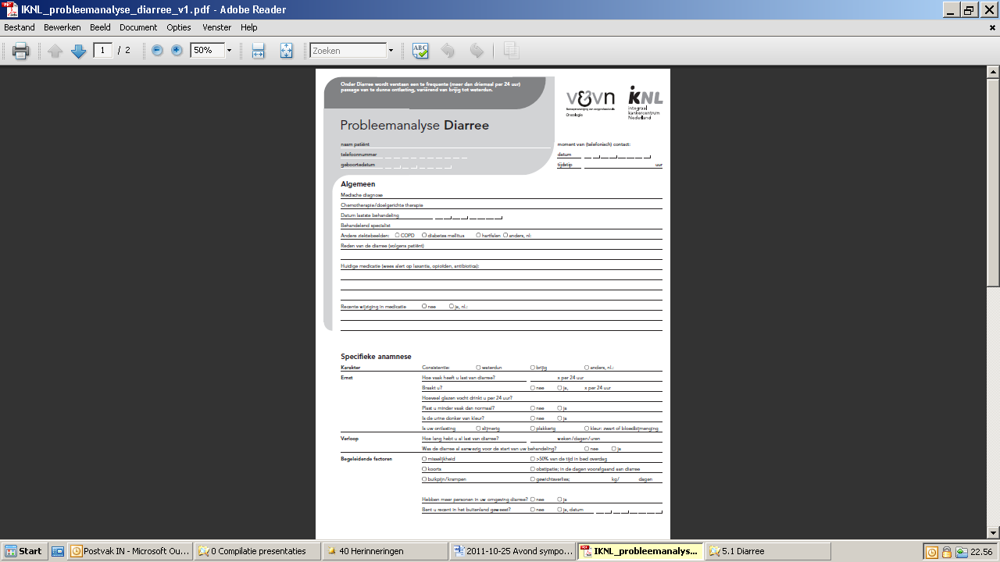 IKNL_probleemanalyse_diarree_v1.pdf - Adobe Reader
Bestand Bewerken Beeld Document Opties Venster Help
1 / 2 50% Zoeken
Onder Diarree wordt verstaan een te frequente (meer dan driemaal per 24 uur)
passage van te dunne ontlasting, variërend van brijig tot waterdun.
v&vn
Oncologie
iKNL
integraal
kankercentrum
Nederland
Probleemanalyse Diarree
naam patiënt
telefoonnummer
geboortedatum
moment van (telefonisch) contact:
datum
tijdstip uur
Algemeen
Medische diagnose
Chemotherapie/doelgerichte therapie
Datum laatste behandeling
Behandelend specialist
Andere ziektebeelden: COPD diabetes mellitus hartfalen anders, nl:
Reden van de diarree (volgens patiënt)
Huidige medicatie (wees alert op laxantia, opioïden, antibiotica):
Recente wijziging in medicatie nee ja, nl.:
Specifieke anamnese
Karakter Consistentie: waterdun brijig anders, nl.:
Ernst Hoe vaak heeft u last van diarree? x per 24 uur
Braakt u? nee ja, x per 24 uur
Hoeveel glazen vocht drinkt u per 24 uur?
Plast u minder vaak dan normaal? nee ja
Is de urine donker van kleur? nee ja
Is uw ontlasting slijmerig plakkerig kleur: zwart of bloedbijmenging
Verloop Hoe lang hebt u al last van diarree? weken/dagen/uren
Was de diarree al aanwezig voor de start van uw behandeling? nee ja
Begeleidende factoren misselijkheid >50% van de tijd in bed overdag
koorts obstipatie; in de dagen voorafgaand aan diarree
buikpijn/krampen gewichtsverlies; kg/ dagen
Hebben meer personen in uw omgeving diarree? nee ja
Bent u recent in het buitenland geweest? nee ja, datum
Start Postvak IN - Microsoft Ou... 0 Complete presentaties 40 Herinneringen 2011-10-25 Avond sympo... IKNL_probleemanalys... 5.1 Diarree 22.56